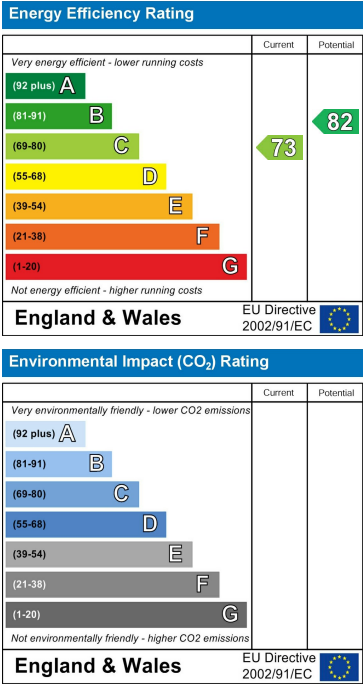 Energy Efficiency Rating
Current Potential
Very energy efficient - lower running costs
(92 plus) A
(81-91) B
82
(69-80) C
73
(55-68) D
(39-54) E
(21-38) F
(1-20) G
Not energy efficient - higher running costs
England & Wales
EU Directive
2002/91/EC
Environmental Impact (CO₂) Rating
Current Potential
Very environmentally friendly - lower CO2 emissions
(92 plus) A
(81-91) B
(69-80) C
(55-68) D
(39-54) E
(21-38) F
(1-20) G
Not environmentally friendly - higher CO2 emissions
England & Wales
EU Directive
2002/91/EC